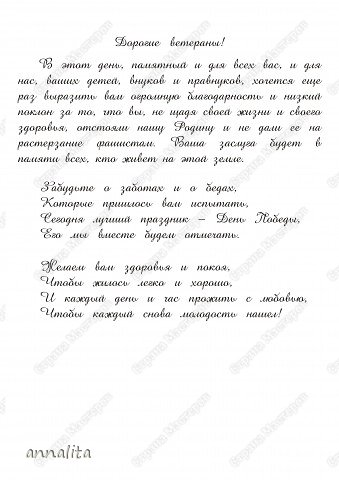 Дорогие ветераны!
В этот день, памятный и для всех вас, и для
нас, ваших детей, внуков и правнуков, хочется еще
раз выразить вам огромную благодарность и низкий
поклон за то, что вы, не щадя своей жизни и своего
здоровья, отстояли нашу Родину и не дали ее на
растерзание фашистам. Ваша заслуга будет в
памяти всех, кто живет на этой земле.
Забудьте о заботах и о бедах,
Которые пришлось вам испытать,
Сегодня лучший праздник – День Победы,
Его мы вместе будем отмечать.
Желаем вам здоровья и покоя,
Чтобы жилось легко и хорошо,
И каждый день и час прожить с любовью,
Чтобы каждый снова молодость нашел!
annalita